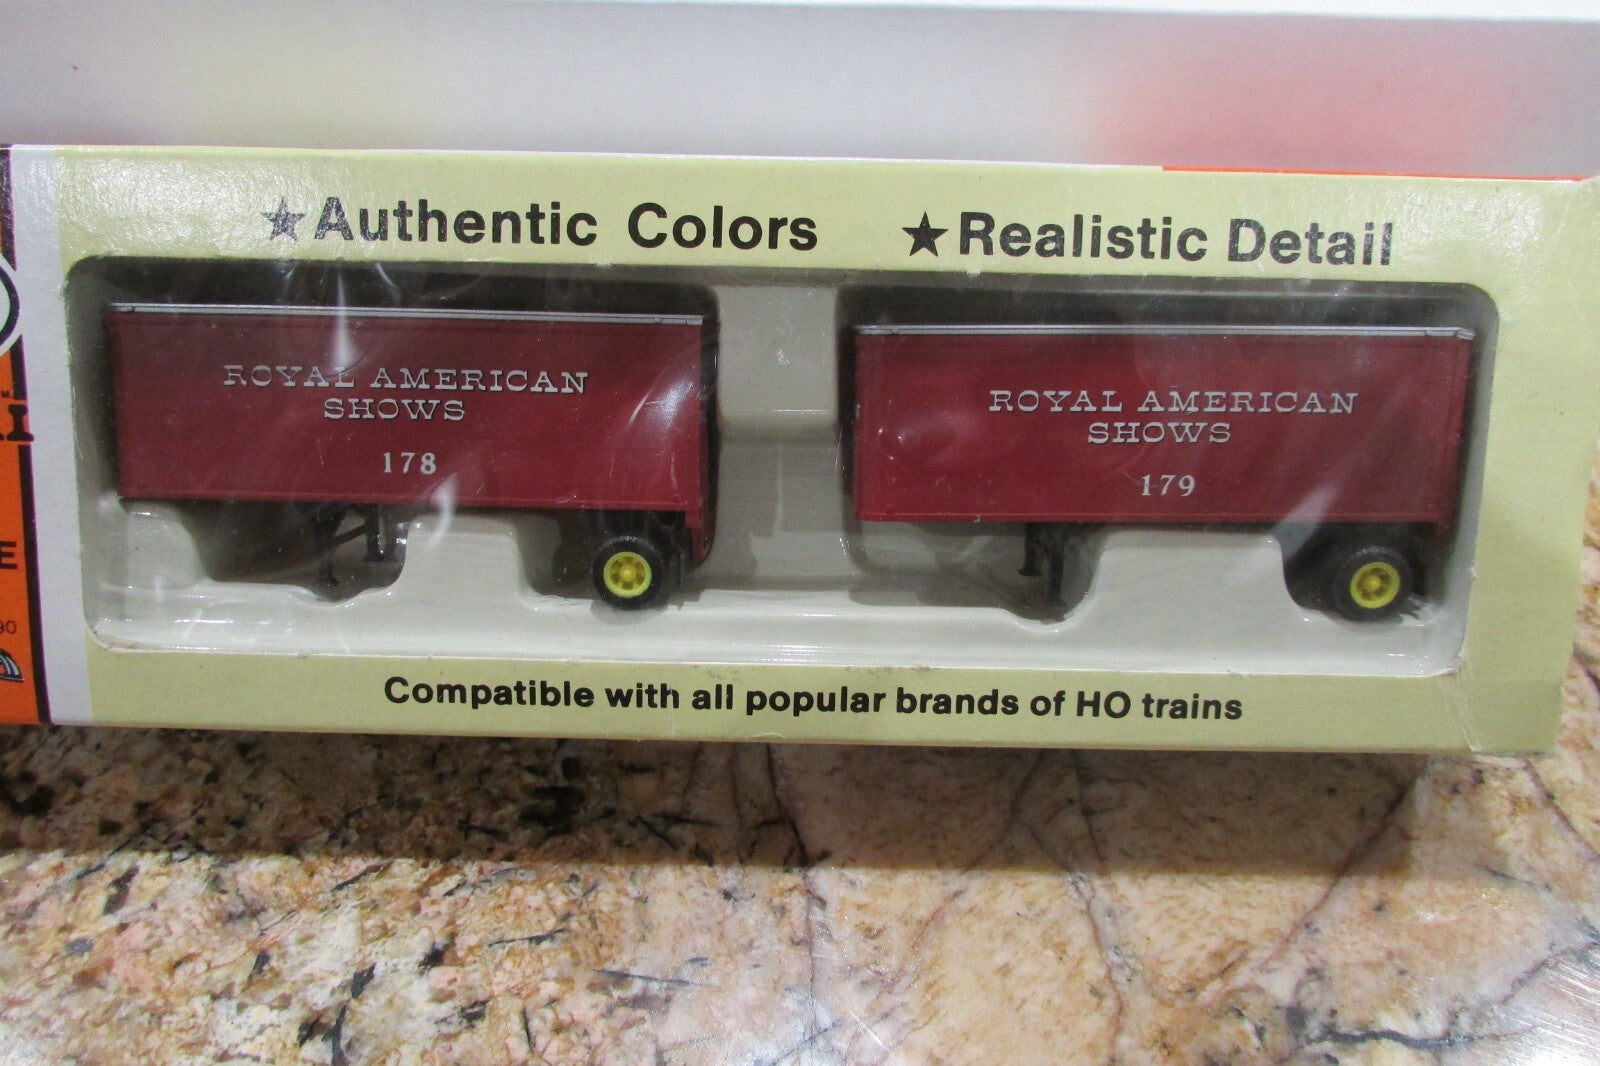 ★Authentic Colors ★Realistic Detail
ROYAL AMERICAN
SHOWS
178
ROYAL AMERICAN
SHOWS
179
Compatible with all popular brands of HO trains
E
90